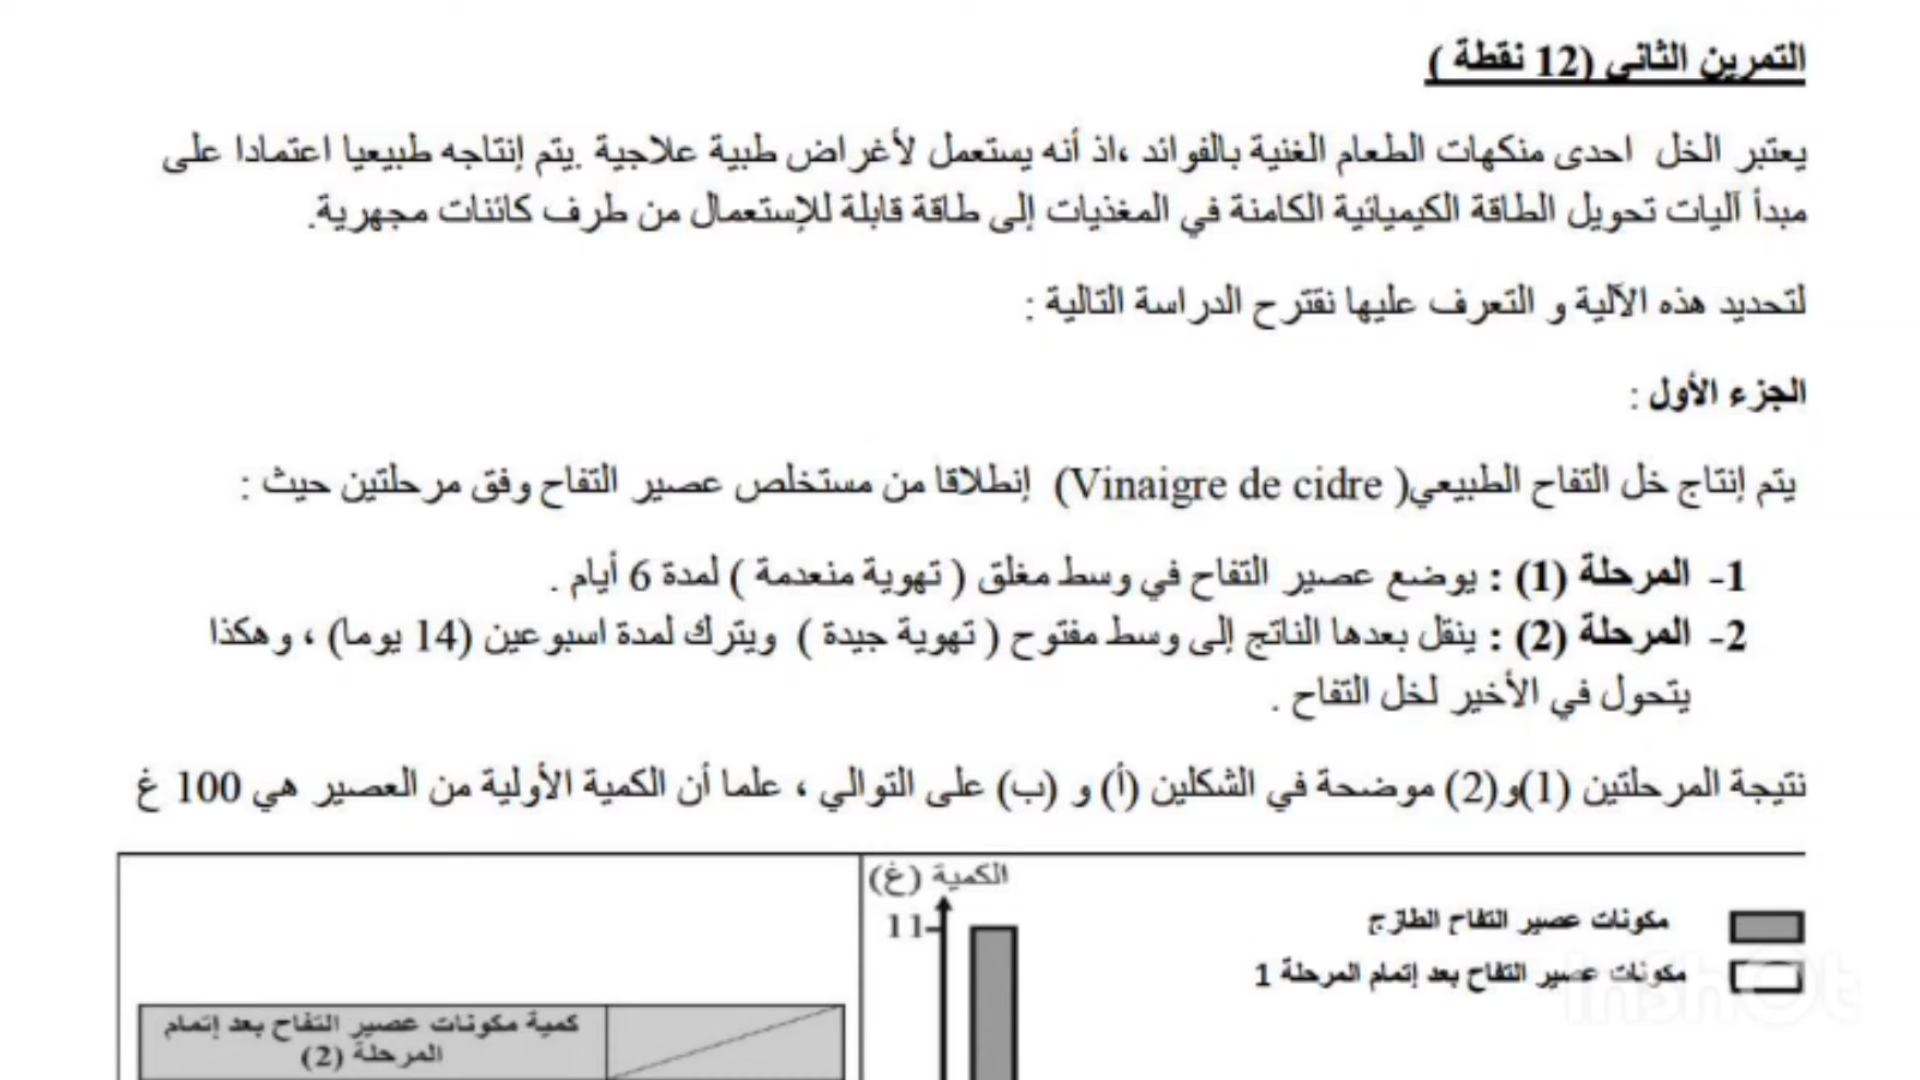 التمرين الثاني (12 نقطة )
يعتبر الخل احدى منكهات الطعام الغنية بالفوائد ،اذ أنه يستعمل لأغراض طبية علاجية .يتم إنتاجه طبيعيا اعتمادا على
مبدأ آليات تحويل الطاقة الكيميائية الكامنة في المغذيات إلى طاقة قابلة للإستعمال من طرف كائنات مجهرية.
لتحديد هذه الآلية و التعرف عليها نقترح الدراسة التالية :
الجزء الأول :
يتم إنتاج خل التفاح الطبيعي( Vinaigre de cidre) إنطلاقا من مستخلص عصير التفاح وفق مرحلتين حيث :
1- المرحلة (1) : يوضع عصير التفاح في وسط مغلق ( تهوية منعدمة ) لمدة 6 أيام .
2- المرحلة (2) : ينقل بعدها الناتج إلى وسط مفتوح ( تهوية جيدة ) ويترك لمدة اسبوعين (14 يوما) ، وهكذا
يتحول في الأخير لخل التفاح .
نتيجة المرحلتين (1)و(2) موضحة في الشكلين (أ) و (ب) على التوالي ، علما أن الكمية الأولية من العصير هي 100 غ
مكونات عصير التفاح الطازج
مكونات عصير التفاح بعد إتمام المرحلة 1
الكمية (غ)
11
كمية مكونات عصير التفاح بعد إتمام
المرحلة (2)
InShOt